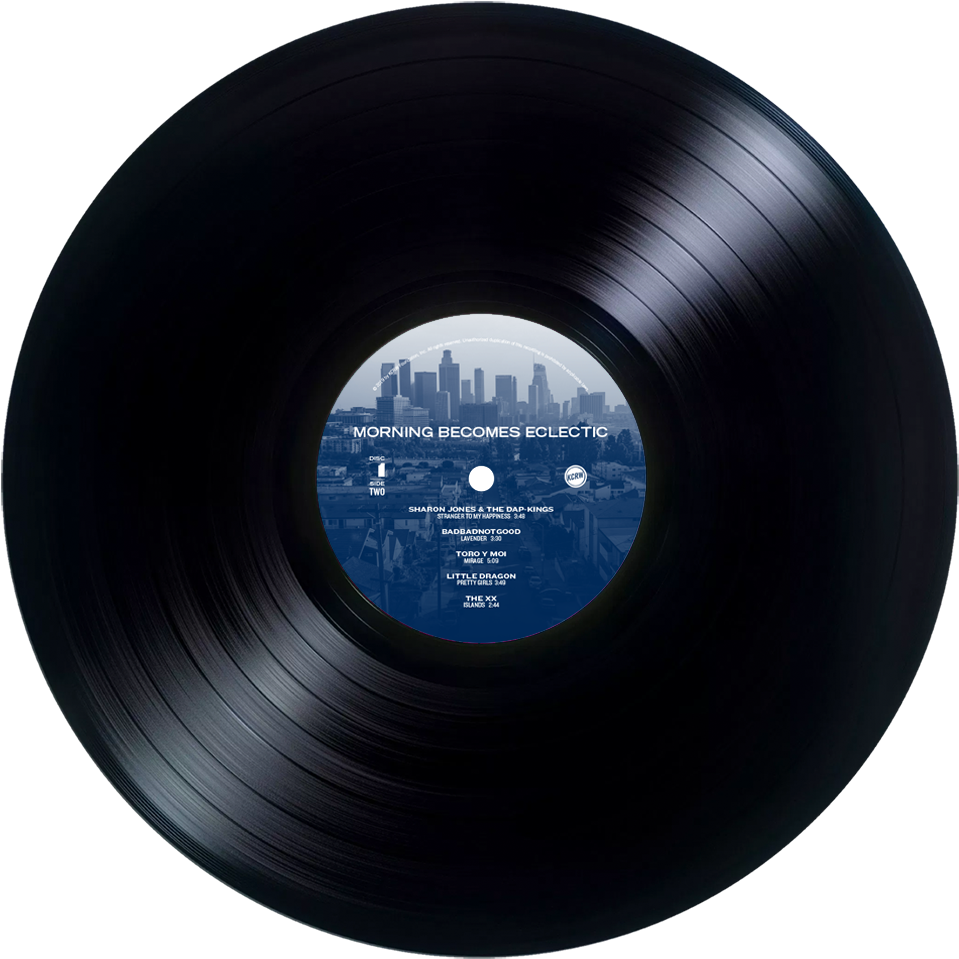 MORNING BECOMES ECLECTIC
DISC
1
SIDE
TWO
KCRW
SHARON JONES & THE DAP-KINGS
STRANGER TO MY HAPPINESS 3:48
BADBADNOTGOOD
LAVENDER 3:30
TORO Y MOI
MIRAGE 5:09
LITTLE DRAGON
PRETTY GIRLS 3:49
THE XX
ISLANDS 2:44